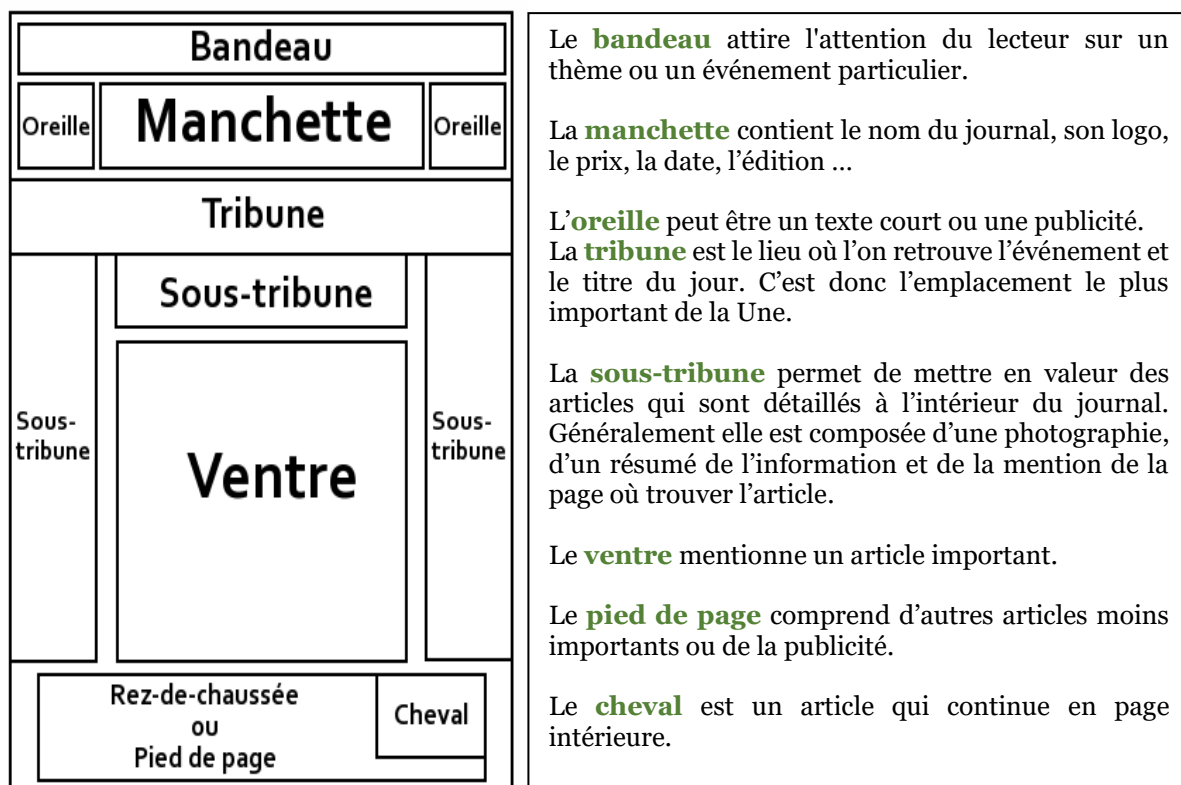 Bandeau
Oreille
Manchette
Oreille
Tribune
Sous-tribune
Sous-
tribune
Ventre
Sous-
tribune
Rez-de-chaussée
ou
Pied de page
Cheval
Le bandeau attire l'attention du lecteur sur un
thème ou un événement particulier.
La manchette contient le nom du journal, son logo,
le prix, la date, l’édition …
L’oreille peut être un texte court ou une publicité.
La tribune est le lieu où l’on retrouve l’événement et
le titre du jour. C’est donc l’emplacement le plus
important de la Une.
La sous-tribune permet de mettre en valeur des
articles qui sont détaillés à l’intérieur du journal.
Généralement elle est composée d’une photographie,
d’un résumé de l’information et de la mention de la
page où trouver l’article.
Le ventre mentionne un article important.
Le pied de page comprend d’autres articles moins
importants ou de la publicité.
Le cheval est un article qui continue en page
intérieure.